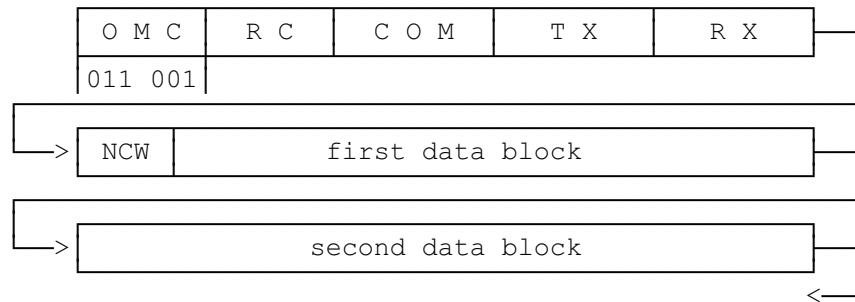 O M C R C C O M T X R X
011 001
> NCW first data block
> second data block
<